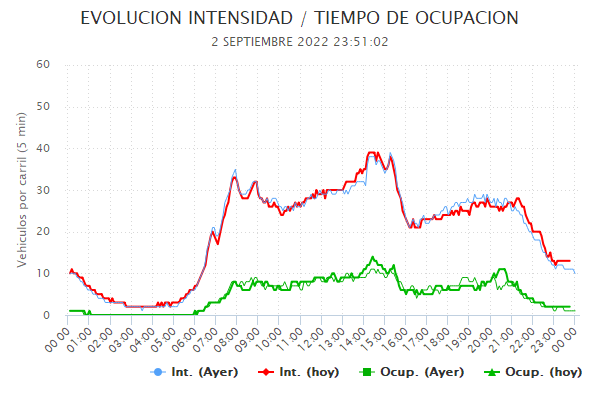 EVOLUCION INTENSIDAD / TIEMPO DE OCUPACION
2 SEPTIEMBRE 2022 23:51:02
Vehiculos por carril (5 min)
60
50
40
30
20
10
0
00:00 01:00 02:00 03:00 04:00 05:00 06:00 07:00 08:00 09:00 10:00 11:00 12:00 13:00 14:00 15:00 16:00 17:00 18:00 19:00 20:00 21:00 22:00 23:00 00:00
Int. (Ayer) Int. (hoy) Ocup. (Ayer) Ocup. (hoy)